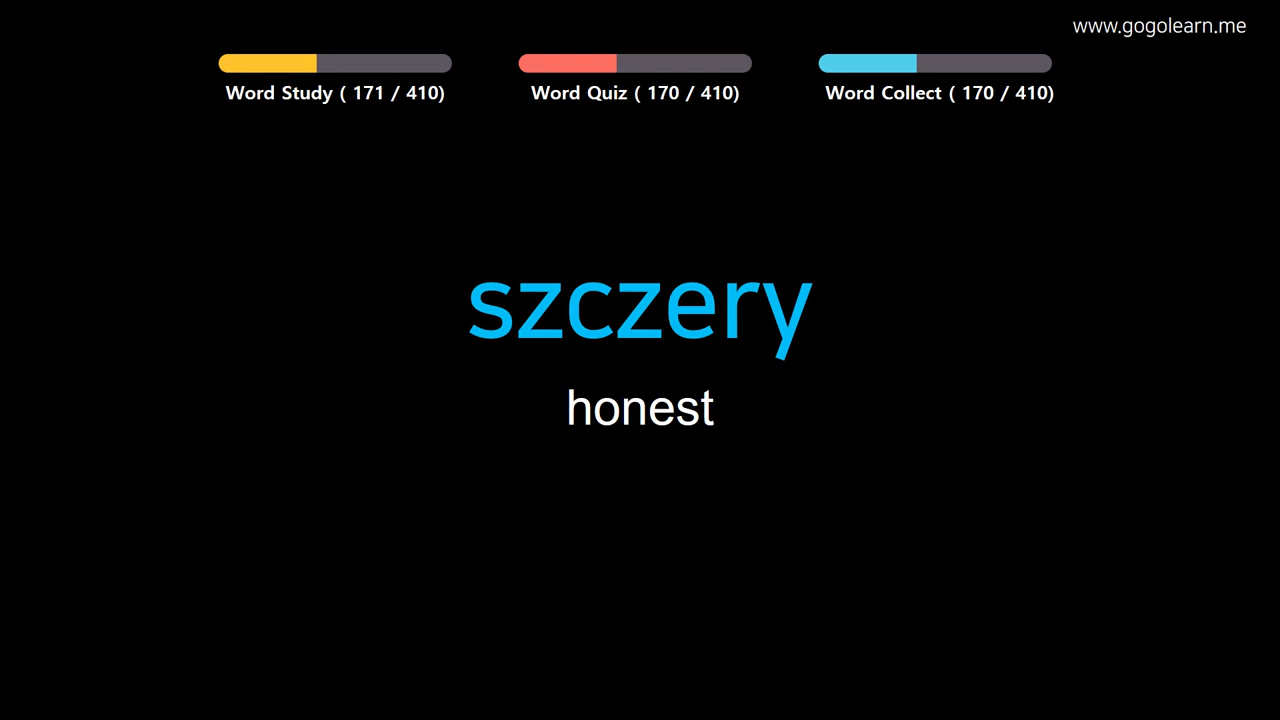 www.gogolearn.me
Word Study ( 171 / 410)
Word Quiz ( 170 / 410)
Word Collect ( 170 / 410)
szczery
honest